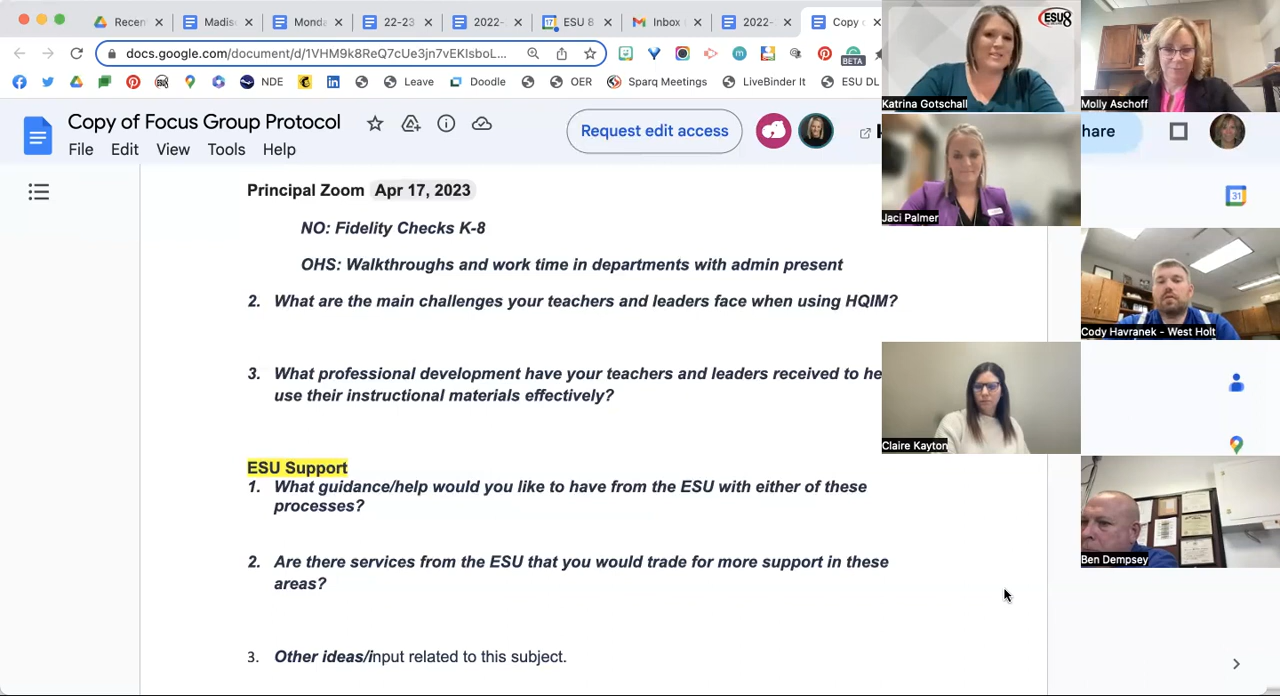 Recen
Madis
Monda
22-23
2022-
ESU 8
Inbox
2022-
Copy
docs.google.com/document/d/1VHM9k8ReQ7cUe3jn7vEKIsboL...
BETA
NDE
Leave
Doodle
OER
Sparq Meetings
LiveBinder It
ESU DL
Copy of Focus Group Protocol
File Edit View Tools Help
Request edit access
hare
31
Principal Zoom Apr 17, 2023
NO: Fidelity Checks K-8
OHS: Walkthroughs and work time in departments with admin present
2. What are the main challenges your teachers and leaders face when using HQIM?
3. What professional development have your teachers and leaders received to he
use their instructional materials effectively?
ESU Support
1. What guidance/help would you like to have from the ESU with either of these
processes?
2. Are there services from the ESU that you would trade for more support in these
areas?
3. Other ideas/input related to this subject.
ESU8
Katrina Gotschall
Molly Aschoff
Jaci Palmer
Cody Havranek - West Holt
Claire Kayton
Ben Dempsey